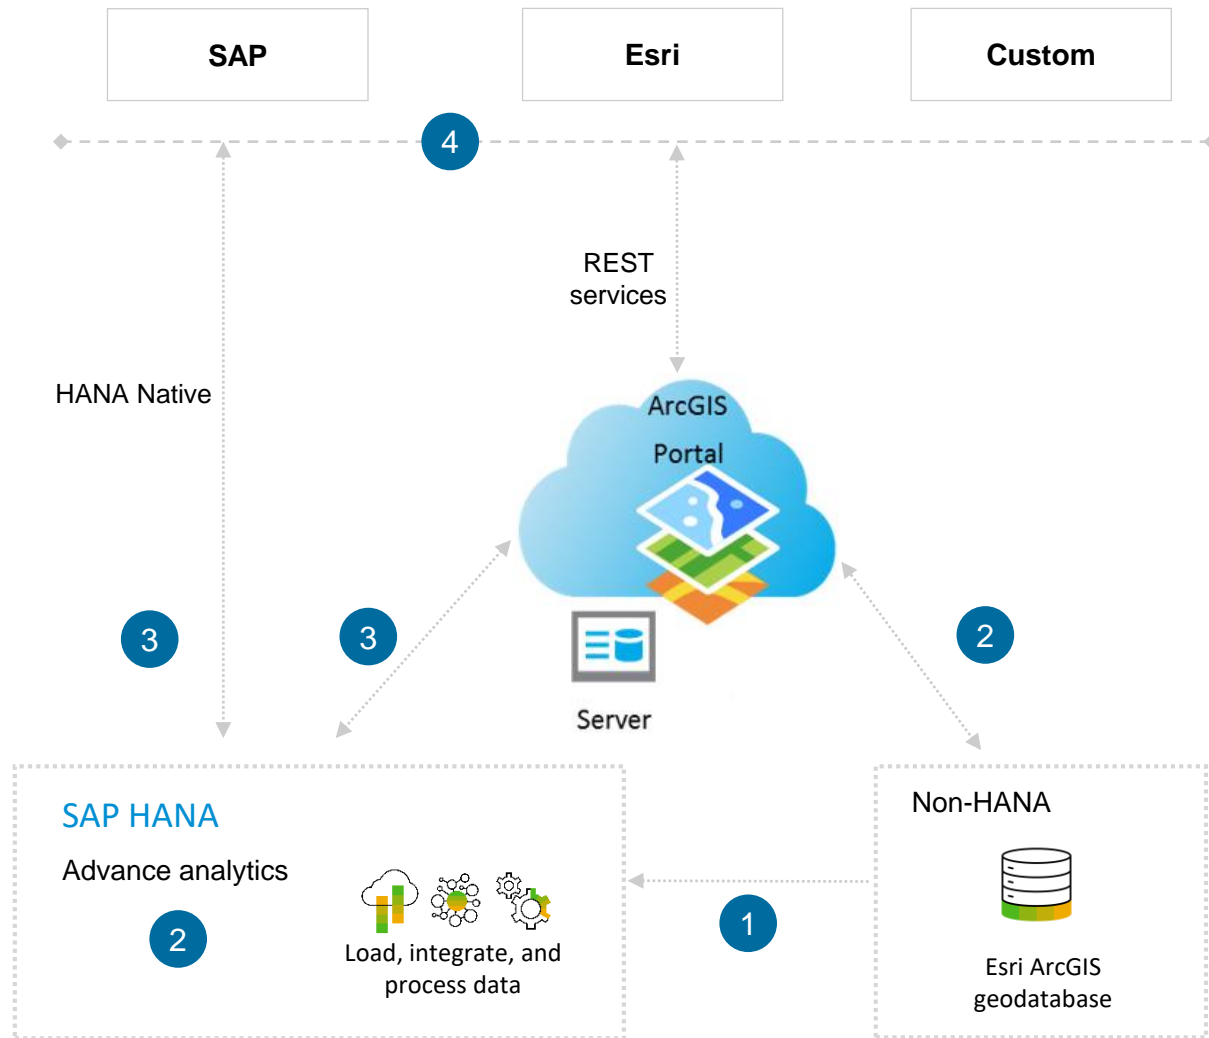 SAP
Esri
Custom
4
REST
services
HANA Native
ArcGIS
Portal
3
3
2
Server
SAP HANA
Advance analytics
2
Load, integrate, and
process data
1
Non-HANA
Esri ArcGIS
geodatabase